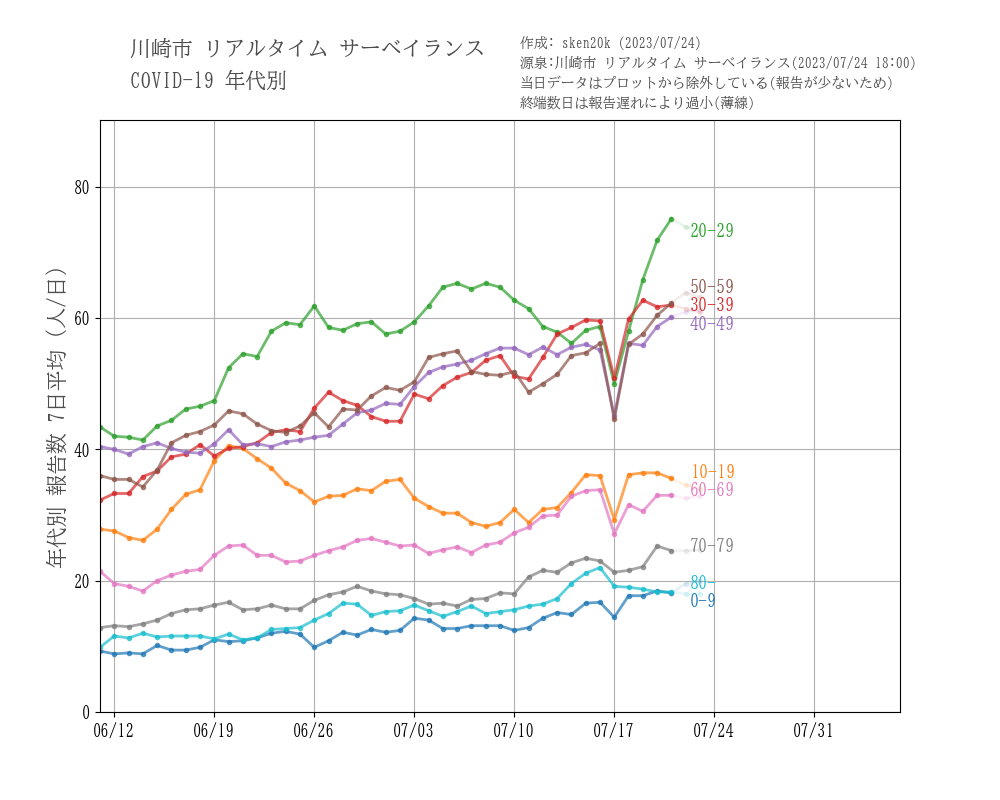 川崎市 リアルタイム サーベイランス
COVID-19 年代別
作成: sken20k (2023/07/24)
源泉:川崎市 リアルタイム サーベイランス(2023/07/24 18:00)
当日データはプロットから除外している(報告が少ないため)
終端数日は報告遅れにより過小(薄線)
年代別 報告数 7日平均 (人/日)
80
60
40
20
0
20-29
50-59
30-39
40-49
10-19
60-69
70-79
80-
0-9
06/12 06/19 06/26 07/03 07/10 07/17 07/24 07/31